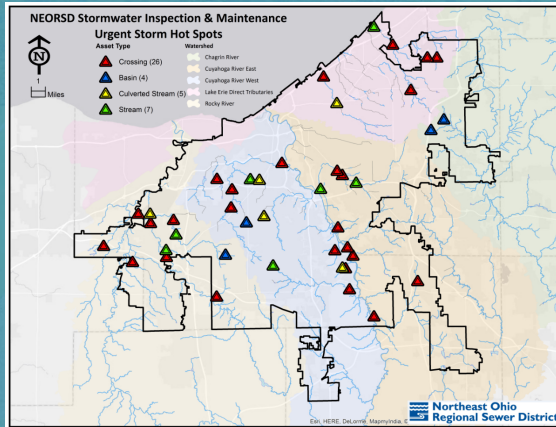 NEORSD Stormwater Inspection & Maintenance
Urgent Storm Hot Spots
N
1
Miles
Asset Type
Crossing (26)
Basin (4)
Culverted Stream (5)
Stream (7)
Watershed
Chagrin River
Cuyahoga River East
Cuyahoga River West
Lake Erie Direct Tributaries
Rocky River
Esri, HERE, DeLorme, MapmyIndia, ©
Northeast Ohio
Regional Sewer District